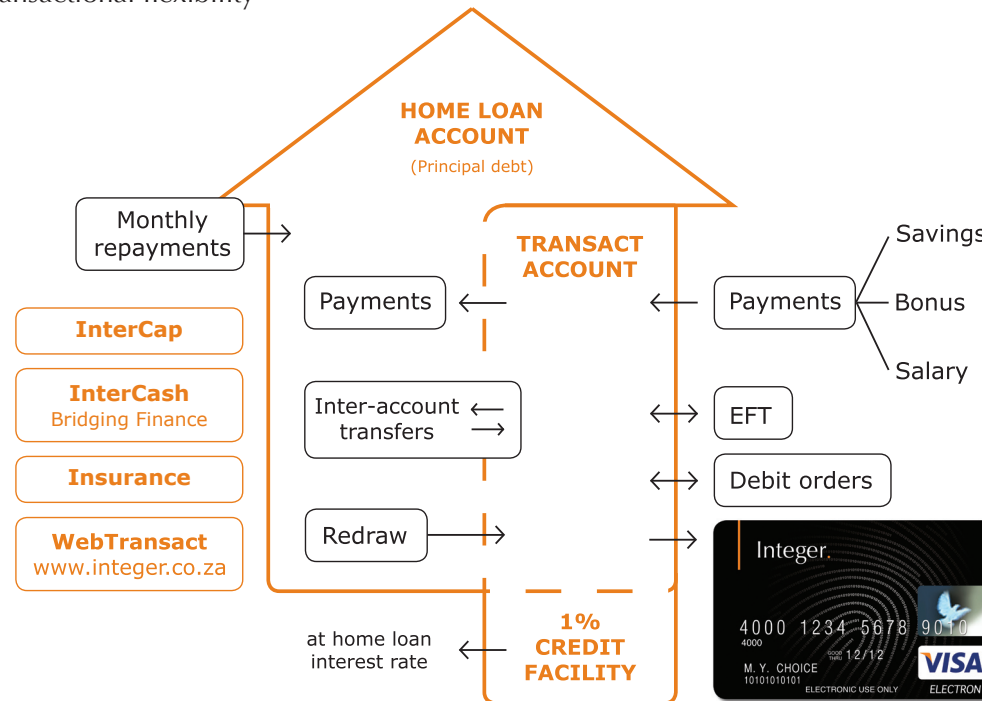 transactional flexibility
HOME LOAN
ACCOUNT
(Principal debt)
Monthly
repayments
TRANSACT
ACCOUNT
Savings
Payments
Payments
Bonus
Salary
InterCap
InterCash
Bridging Finance
Inter-account
transfers
EFT
Insurance
Debit orders
WebTransact
www.integer.co.za
Redraw
Integer.
4000 1234 5678 9010
4000
GOOD
THRU 12/12
M. Y. CHOICE
10101010101
ELECTRONIC USE ONLY
VISA
ELECTRON
1%
CREDIT
FACILITY
at home loan
interest rate